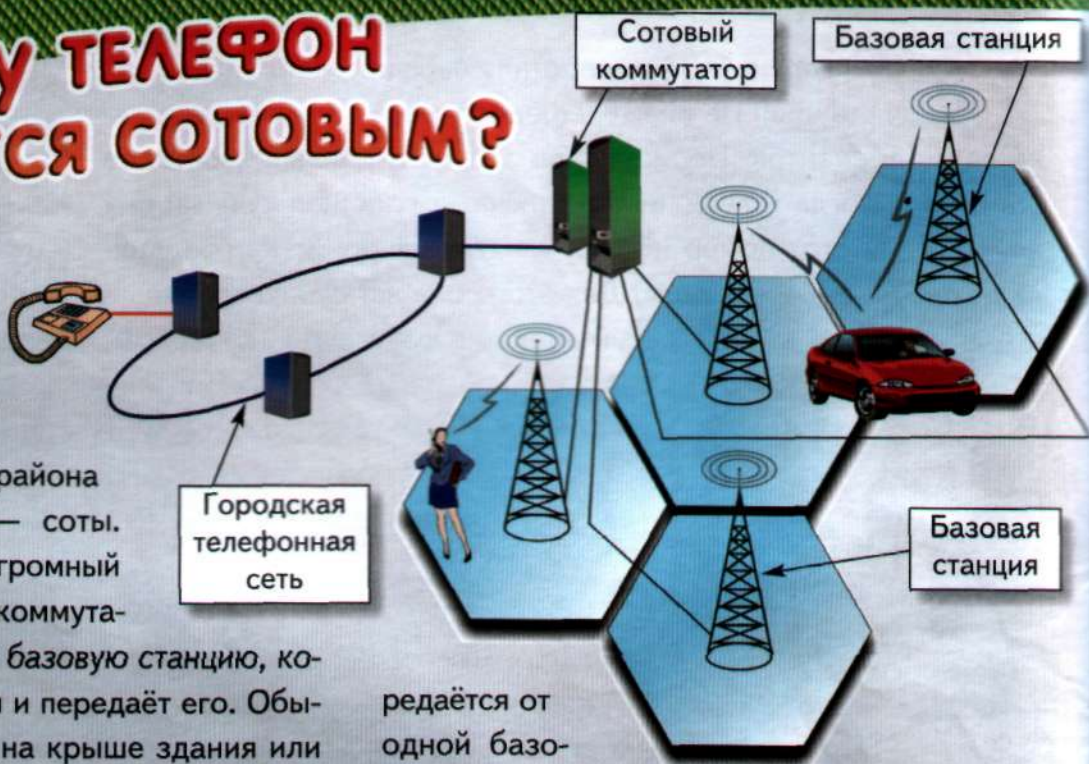 У ТЕЛЕФОН
СЯ СОТОВЫМ?
Сотовый
коммутатор
Базовая станция
Городская
телефонная
сеть
Базовая
станция
района
— соты.
громный
коммута-
базовую станцию, ко-
и передаёт его. Обы-
на крыше здания или
редаётся от
одной базо-